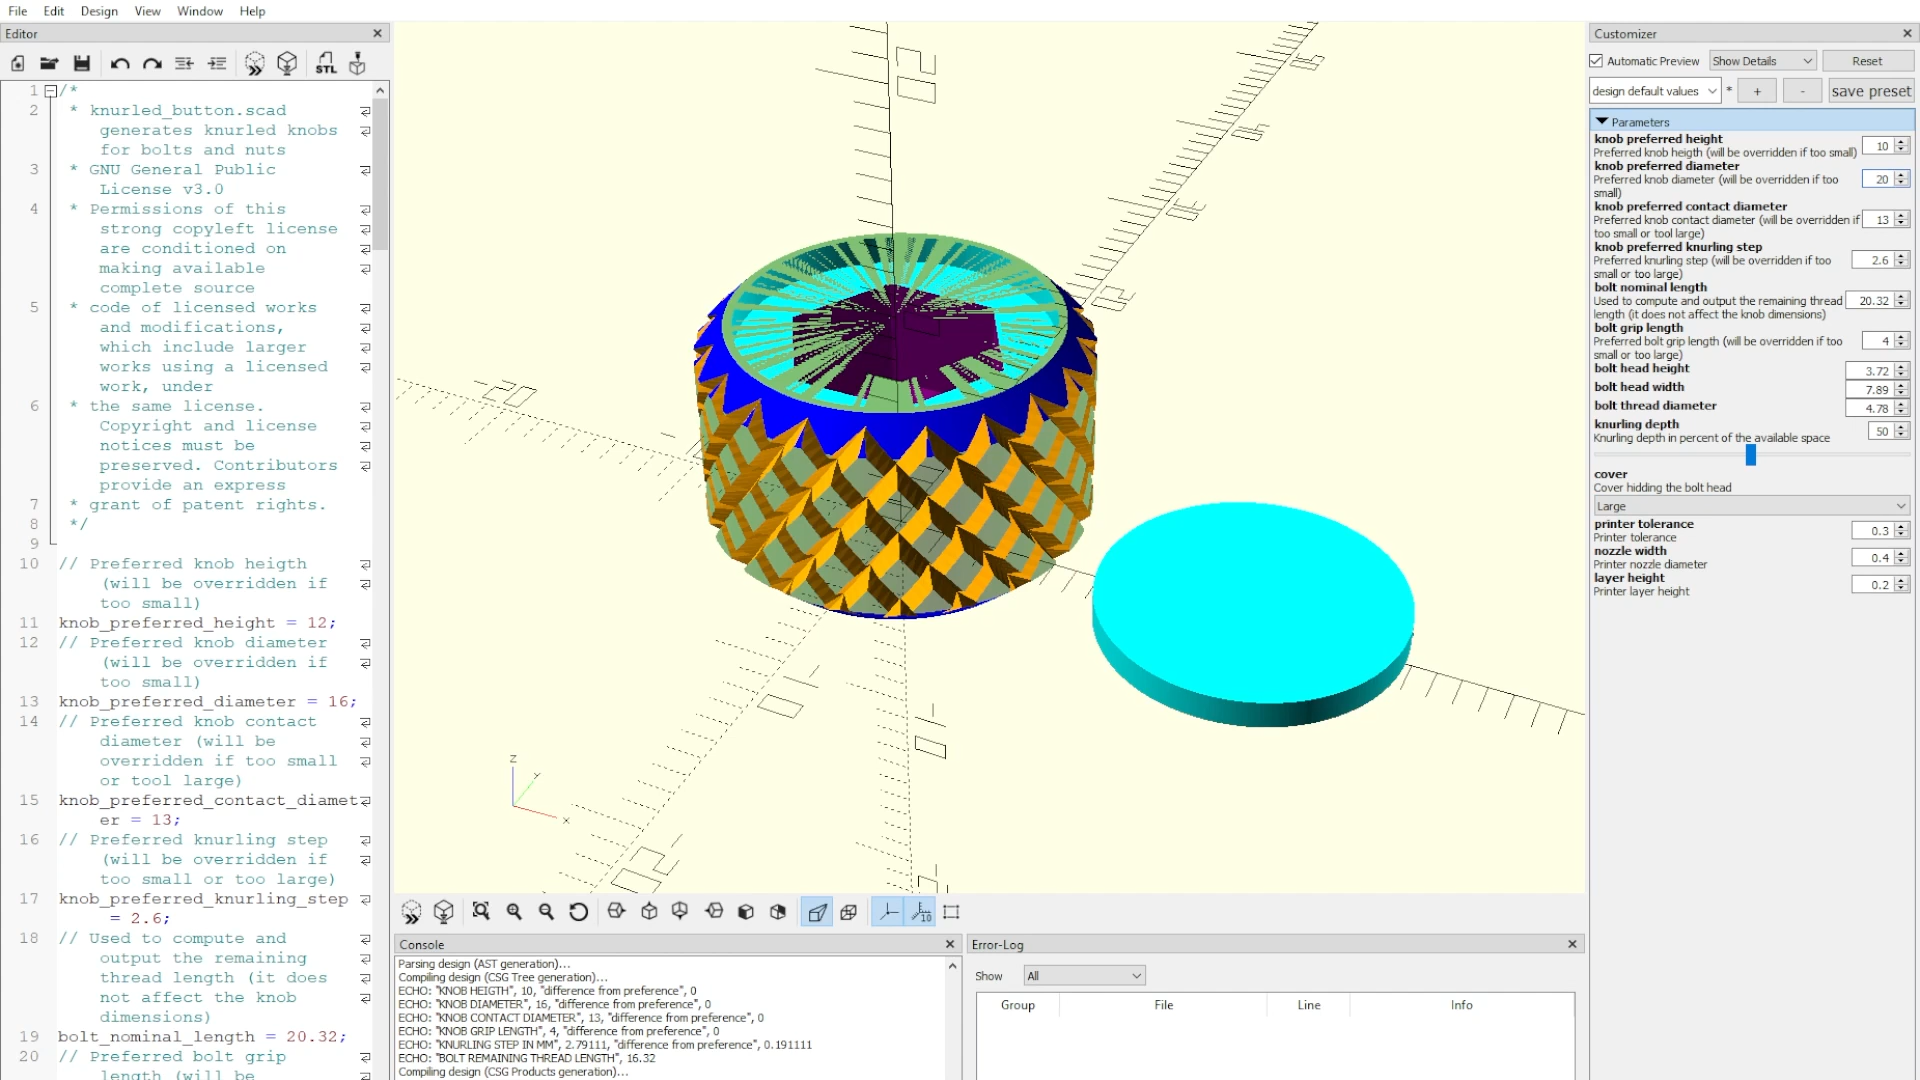 File Edit Design View Window Help
Editor
STL
1 /*
2 * knurled_button.scad
generates knurled knobs
for bolts and nuts
3 * GNU General Public
License v3.0
4 * Permissions of this
strong copyleft license
are conditioned on
making available
complete source
5 * code of licensed works
and modifications,
which include larger
works using a licensed
work, under
6 * the same license.
Copyright and license
notices must be
preserved. Contributors
provide an express
7 * grant of patent rights.
8 */
9
10 // Preferred knob heigth
(will be overridden if
too small)
11 knob_preferred_height = 12;
12 // Preferred knob diameter
(will be overridden if
too small)
13 knob_preferred_diameter = 16;
14 // Preferred knob contact
diameter (will be
overridden if too small
or tool large)
15 knob_preferred_contact_diamet
er = 13;
16 // Preferred knurling step
(will be overridden if
too small or too large)
17 knob_preferred_knurling_step
= 2.6;
18 // Used to compute and
output the remaining
thread length (it does
not affect the knob
dimensions)
19 bolt_nominal_length = 20.32;
20 // Preferred bolt grip
length (will be
z
y
x
10
Console
Parsing design (AST generation)...
Compiling design (CSG Tree generation)...
ECHO: "KNOB HEIGTH", 10, "difference from preference", 0
ECHO: "KNOB DIAMETER", 16, "difference from preference", 0
ECHO: "KNOB CONTACT DIAMETER", 13, "difference from preference", 0
ECHO: "KNOB GRIP LENGTH", 4, "difference from preference", 0
ECHO: "KNURLING STEP IN MM", 2.79111, "difference from preference", 0.191111
ECHO: "BOLT REMAINING THREAD LENGTH", 16.32
Compiling design (CSG Products generation)...
Error-Log
Show All
Group File Line Info
Customizer
Automatic Preview Show Details Reset
design default values * + - save preset
Parameters
knob preferred height
Preferred knob heigth (will be overridden if too small) 10
knob preferred diameter
Preferred knob diameter (will be overridden if too 20
small)
knob preferred contact diameter
Preferred knob contact diameter (will be overridden if 13
too small or tool large)
knob preferred knurling step
Preferred knurling step (will be overridden if too 2.6
small or too large)
bolt nominal length
Used to compute and output the remaining thread 20.32
length (it does not affect the knob dimensions)
bolt grip length
Preferred bolt grip length (will be overridden if too 4
small or too large)
bolt head height 3.72
bolt head width 7.89
bolt thread diameter 4.78
knurling depth
Knurling depth in percent of the available space 50
cover
Cover hidding the bolt head
Large
printer tolerance
Printer tolerance 0.3
nozzle width
Printer nozzle diameter 0.4
layer height
Printer layer height 0.2